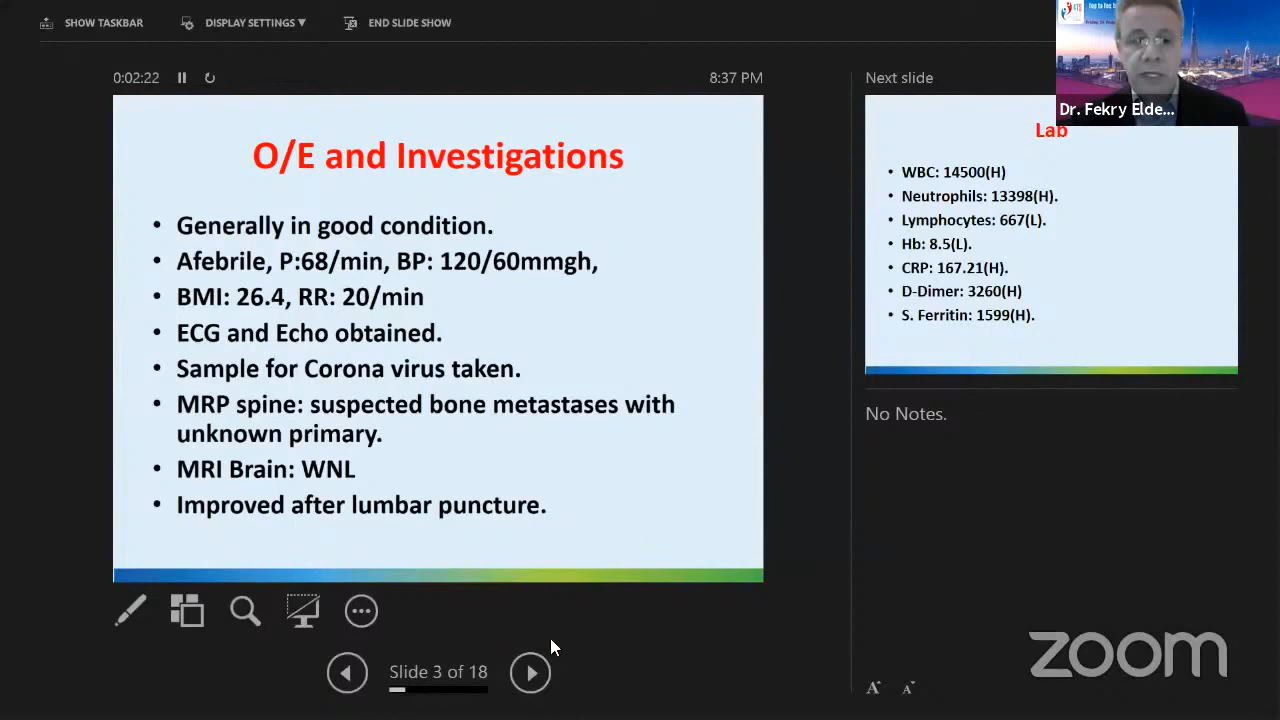 SHOW TASKBAR
DISPLAY SETTINGS ▼
END SLIDE SHOW
0:02:22
8:37 PM
O/E and Investigations
• Generally in good condition.
• Afebrile, P:68/min, BP: 120/60mmgh,
• BMI: 26.4, RR: 20/min
• ECG and Echo obtained.
• Sample for Corona virus taken.
• MRP spine: suspected bone metastases with
unknown primary.
• MRI Brain: WNL
• Improved after lumbar puncture.
Slide 3 of 18
Next slide
Dr. Fekry Elde...
Lab
• WBC: 14500(H)
• Neutrophils: 13398(H).
• Lymphocytes: 667(L).
• Hb: 8.5(L).
• CRP: 167.21(H).
• D-Dimer: 3260(H)
• S. Ferritin: 1599(H).
No Notes.
A A
zoom